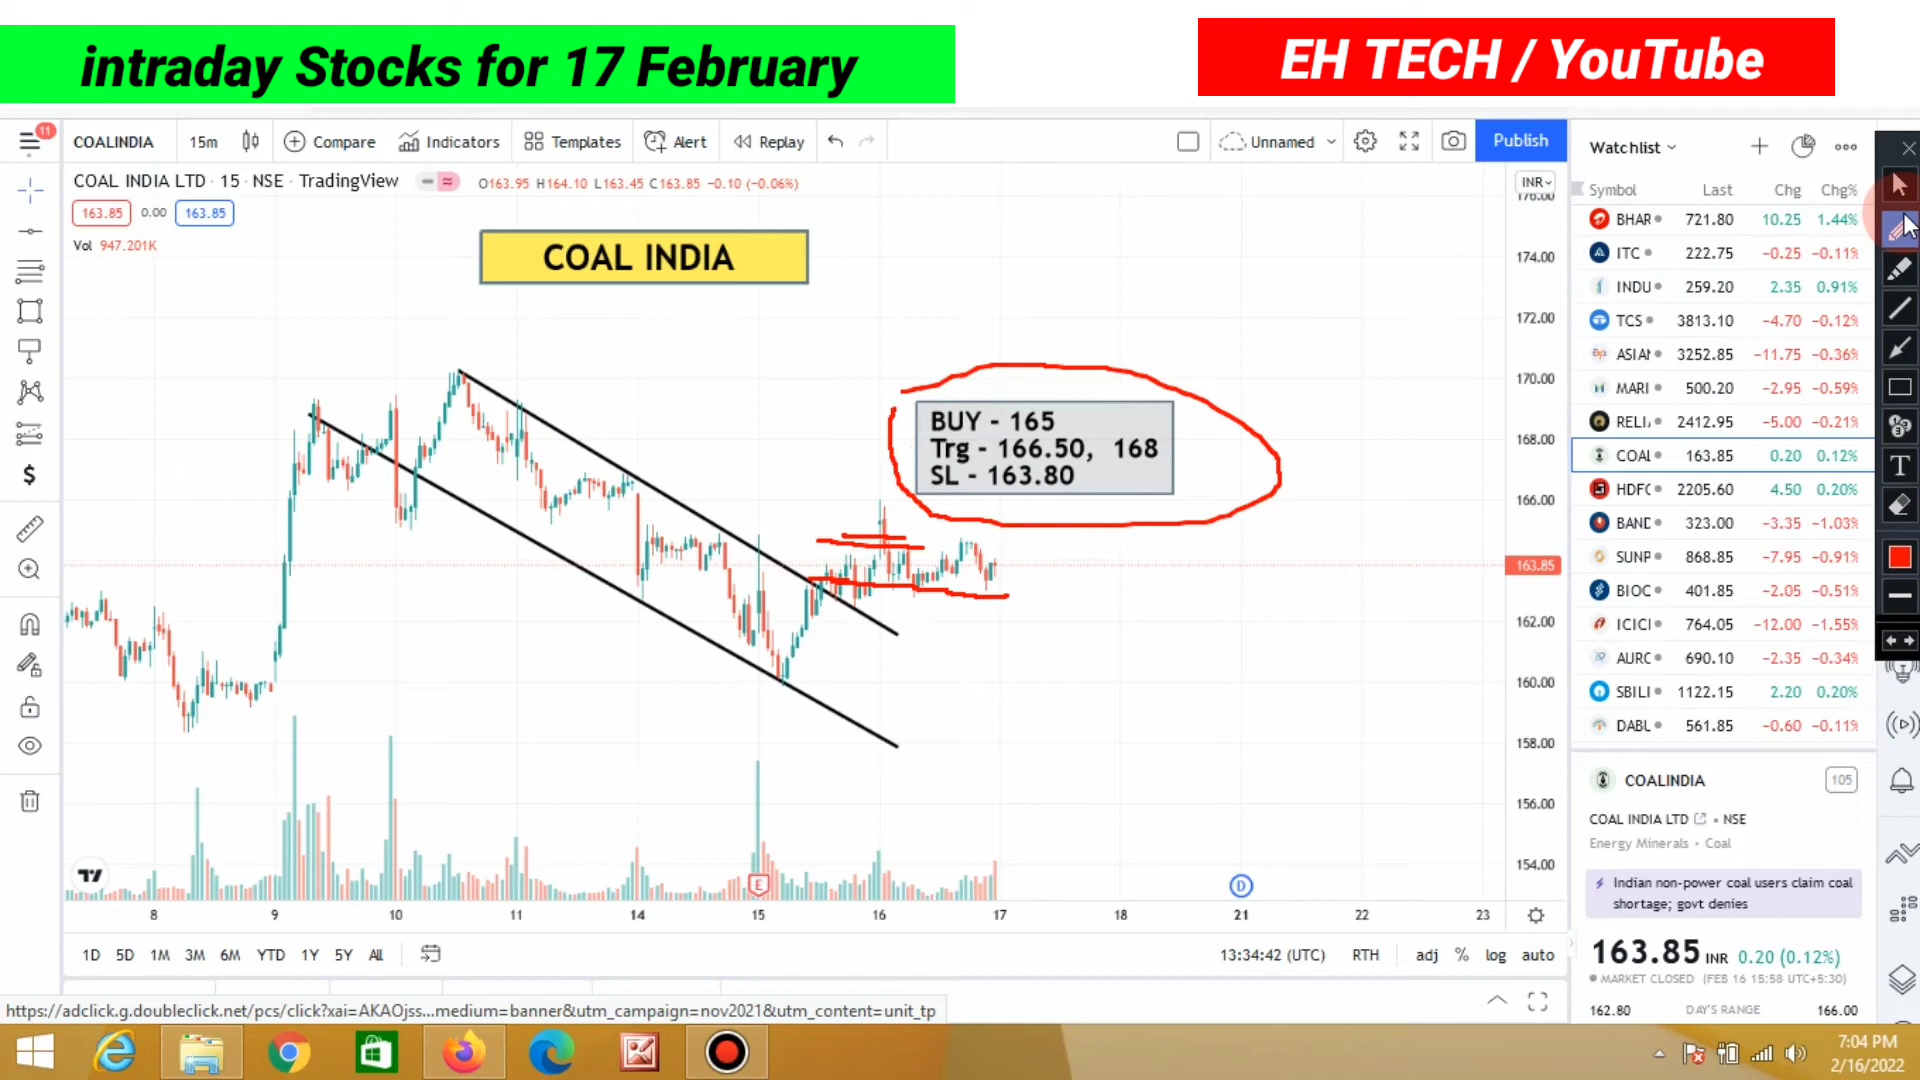 intraday Stocks for 17 February
EH TECH / YouTube
11
COALINDIA 15m Compare Indicators Templates Alert Replay Unnamed Publish
COAL INDIA LTD · 15 · NSE · TradingView O163.95 H164.10 L163.45 C163.85 −0.10 (−0.06%)
163.85 0.00 163.85
Vol 947.201K
COAL INDIA
BUY - 165
Trg - 166.50, 168
SL - 163.80
INR
176.00
174.00
172.00
170.00
168.00
166.00
163.85
162.00
160.00
158.00
156.00
154.00
E
D
8 9 10 11 14 15 16 17 18 21 22 23
1D 5D 1M 3M 6M YTD 1Y 5Y All 13:34:42 (UTC) RTH adj % log auto
Watchlist
Symbol Last Chg Chg%
BHAR 721.80 10.25 1.44%
ITC 222.75 −0.25 −0.11%
INDU 259.20 2.35 0.91%
TCS 3813.10 −4.70 −0.12%
ASIAN 3252.85 −11.75 −0.36%
MARI 500.20 −2.95 −0.59%
RELI 2412.95 −5.00 −0.21%
COAL 163.85 0.20 0.12%
HDFC 2205.60 4.50 0.20%
BAND 323.00 −3.35 −1.03%
SUNP 868.85 −7.95 −0.91%
BIOC 401.85 −2.05 −0.51%
ICICI 764.05 −12.00 −1.55%
AURO 690.10 −2.35 −0.34%
SBILI 1122.15 2.20 0.20%
DABU 561.85 −0.60 −0.11%
T
COALINDIA 105
COAL INDIA LTD • NSE
Energy Minerals • Coal
Indian non-power coal users claim coal
shortage; govt denies
163.85 INR 0.20 (0.12%)
MARKET CLOSED (FEB 16 15:58 UTC+5:30)
162.80 DAY'S RANGE 166.00
https://adclick.g.doubleclick.net/pcs/click?xai=AKAOjss...medium=banner&utm_campaign=nov2021&utm_content=unit_tp
7:04 PM
2/16/2022